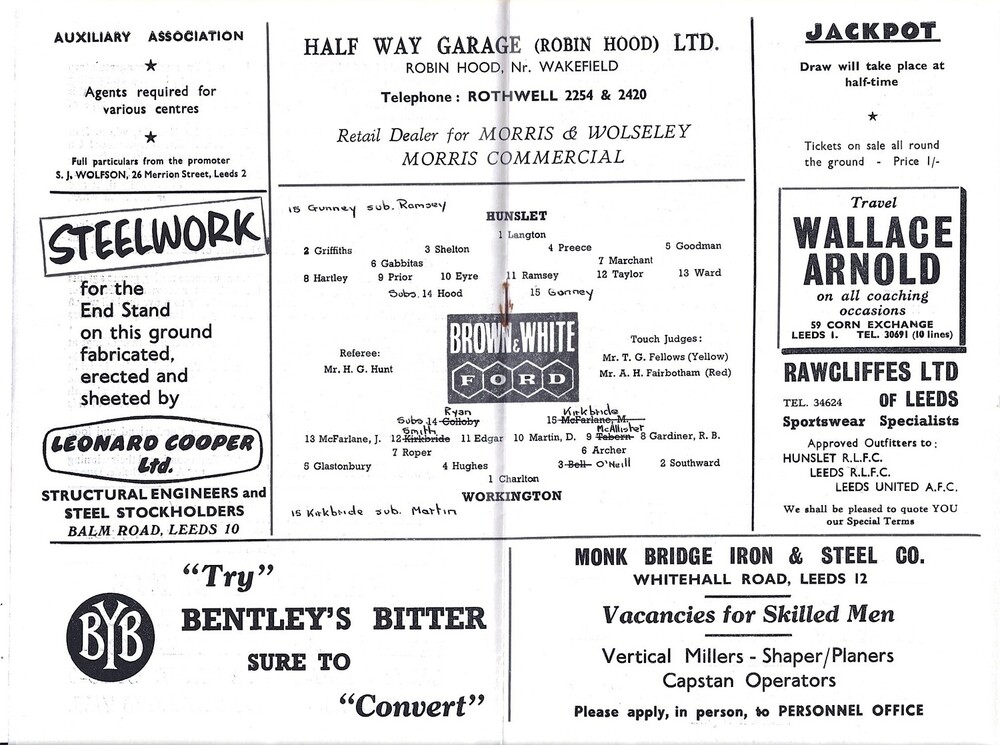 AUXILIARY ASSOCIATION
Agents required for
various centres
Full particulars from the promoter
S. J. WOLFSON, 26 Merrion Street, Leeds 2
STEELWORK
for the
End Stand
on this ground
fabricated,
erected and
sheeted by
LEONARD COOPER
Ltd.
STRUCTURAL ENGINEERS and
STEEL STOCKHOLDERS
BALM ROAD, LEEDS 10
HALF WAY GARAGE (ROBIN HOOD) LTD.
ROBIN HOOD, Nr. WAKEFIELD
Telephone : ROTHWELL 2254 & 2420
Retail Dealer for MORRIS & WOLSELEY
MORRIS COMMERCIAL
15 Gunney sub. Ramsey
HUNSLET
1 Langton
2 Griffiths 3 Shelton 4 Preece 5 Goodman
6 Gabbitas 7 Marchant
8 Hartley 9 Prior 10 Eyre 11 Ramsey 12 Taylor 13 Ward
Subs. 14 Hood 15 Gunney
BROWN & WHITE
FORD
Referee:
Mr. H. G. Hunt
Touch Judges :
Mr. T. G. Fellows (Yellow)
Mr. A. H. Fairbotham (Red)
Ryan Kirkbride
Subs 14 Golloby 15 McFarlane, M.
Smith McAllister
13 McFarlane, J. 12 Kirkbride 11 Edgar 10 Martin, D. 9 Tabern 8 Gardiner, R. B.
7 Roper 6 Archer
5 Glastonbury 4 Hughes 3 Bell O'Neill 2 Southward
1 Charlton
WORKINGTON
15 Kirkbride sub. Martin
JACKPOT
Draw will take place at
half-time
Tickets on sale all round
the ground - Price 1/-
Travel
WALLACE
ARNOLD
on all coaching
occasions
59 CORN EXCHANGE
LEEDS 1. TEL. 30691 (10 lines)
RAWCLIFFES LTD
TEL. 34624 OF LEEDS
Sportswear Specialists
Approved Outfitters to :
HUNSLET R.L.F.C.
LEEDS R.L.F.C.
LEEDS UNITED A.F.C.
We shall be pleased to quote YOU
our Special Terms
BYB
"Try"
BENTLEY'S BITTER
SURE TO
"Convert"
MONK BRIDGE IRON & STEEL CO.
WHITEHALL ROAD, LEEDS 12
Vacancies for Skilled Men
Vertical Millers - Shaper/Planers
Capstan Operators
Please apply, in person, to PERSONNEL OFFICE